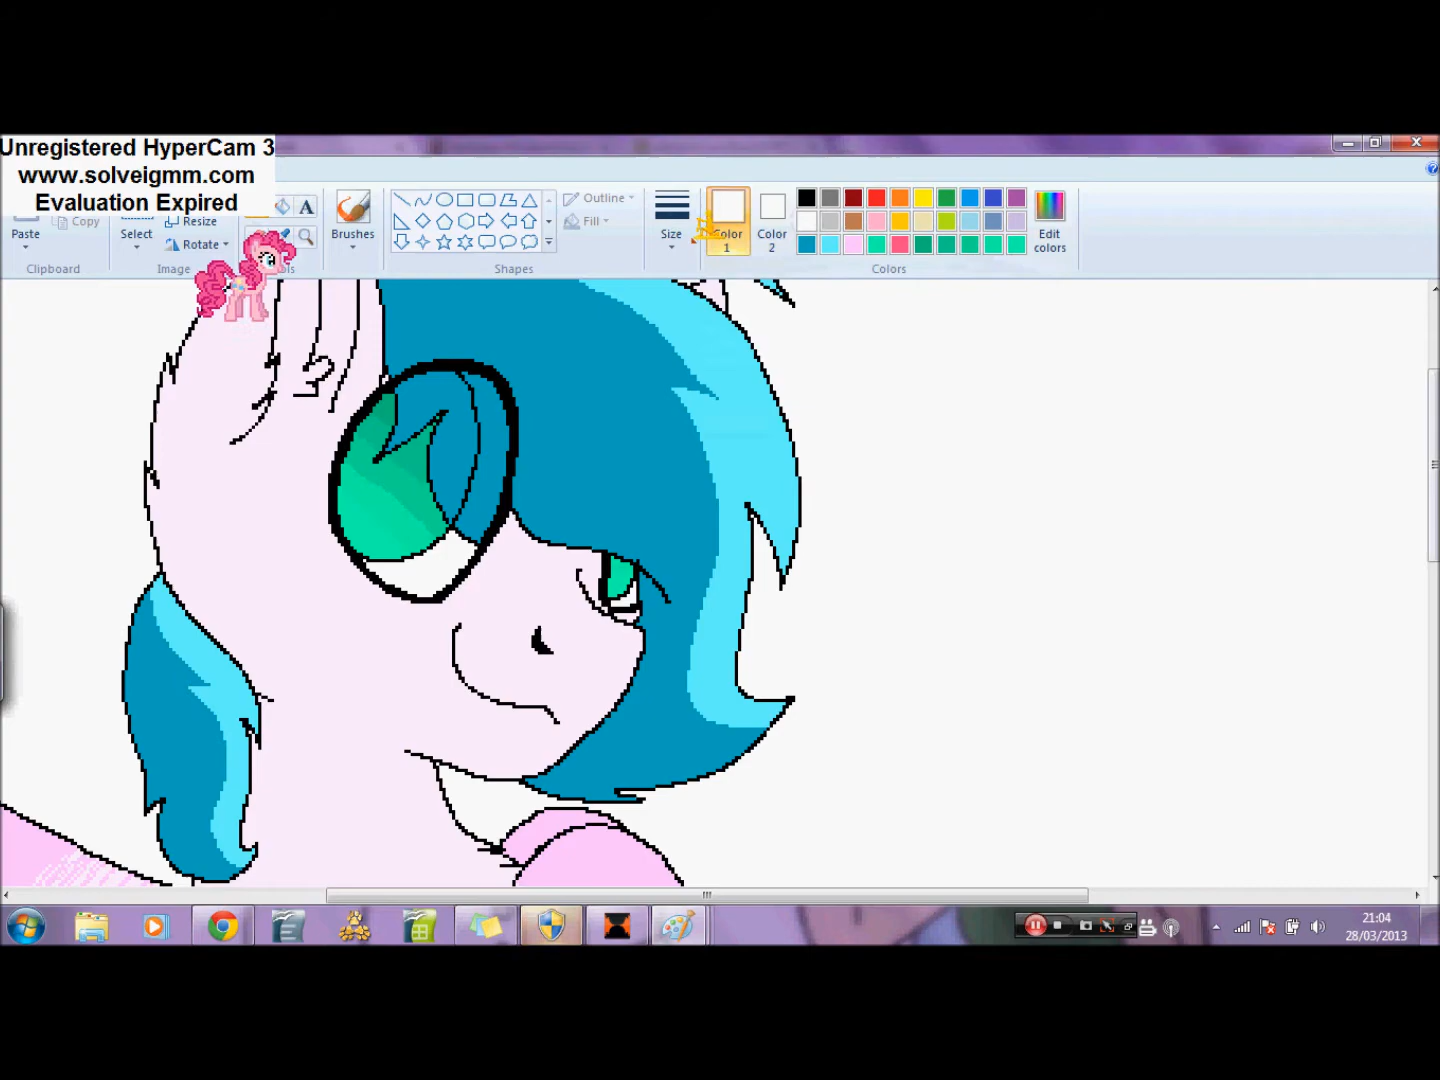 Unregistered HyperCam 3
www.solveigmm.com
Evaluation Expired
Paste
Copy
Select
Resize
Rotate
A
Brushes
Outline
Fill
Size
Color
1
Color
2
Edit
colors
Clipboard
Image
Shapes
Colors
21:04
28/03/2013